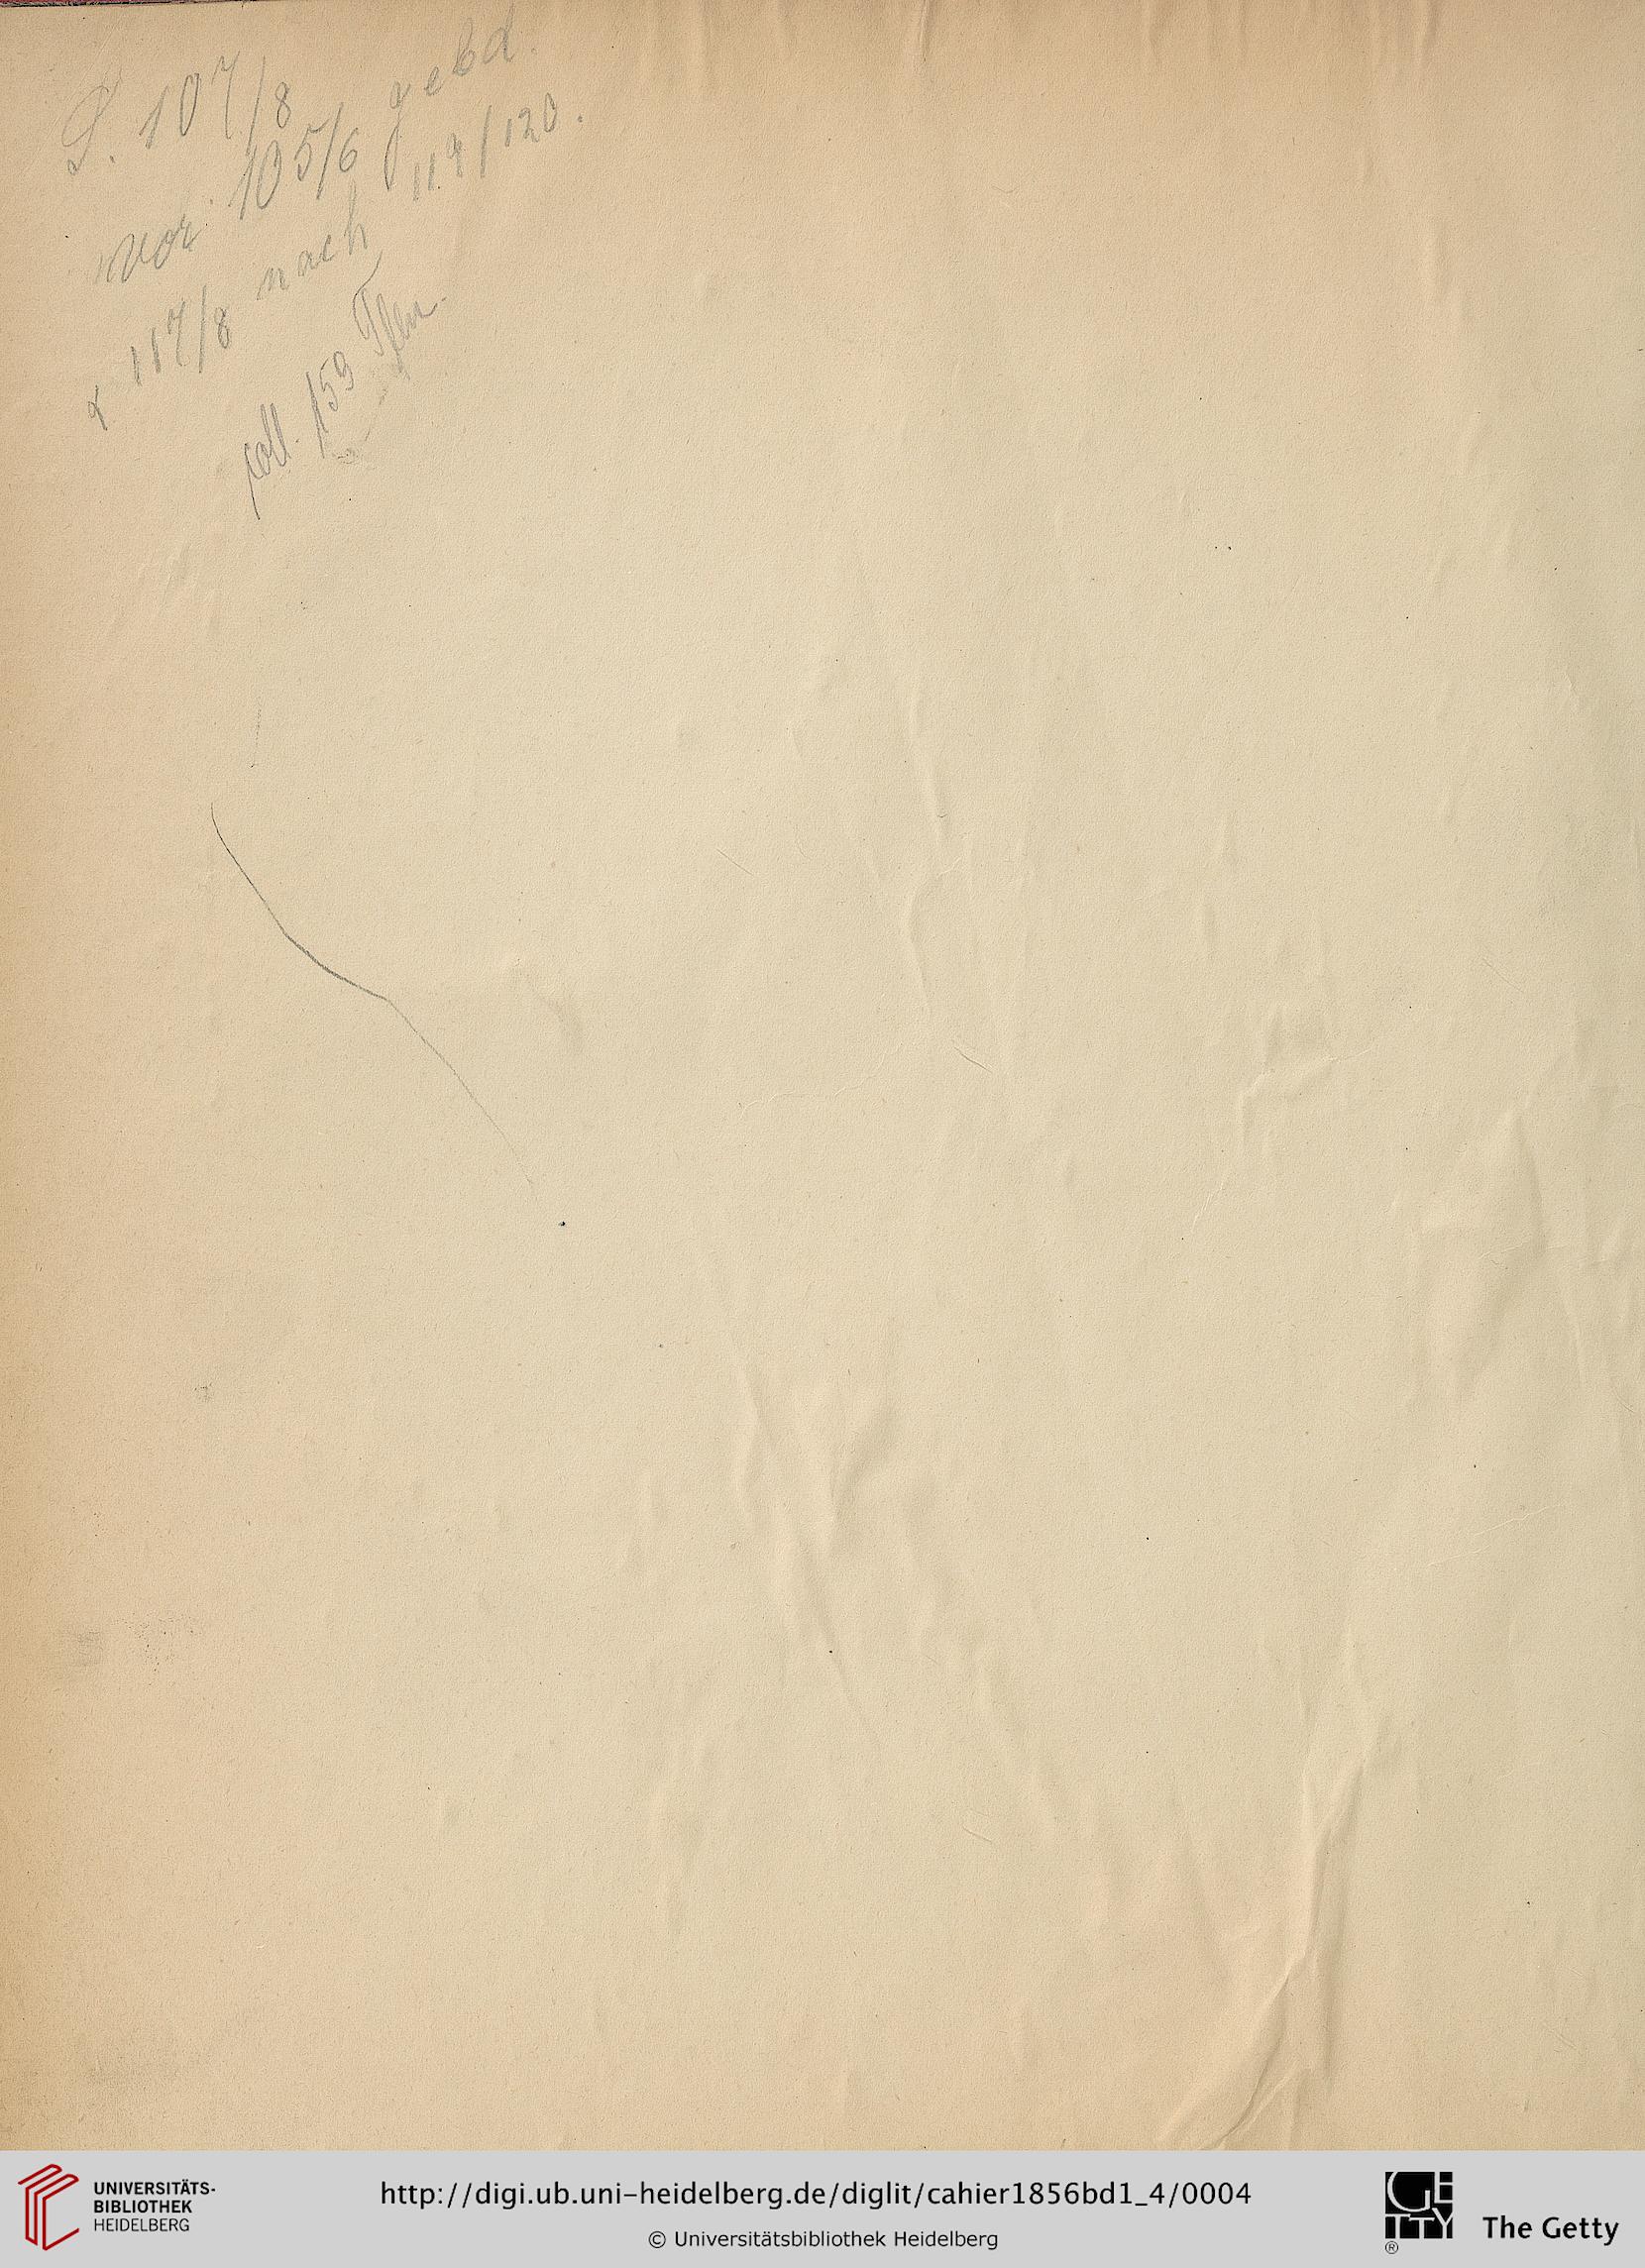 S. 107/8
vor 105/6 gebd.
& 117/8 nach 119/120.
coll. 159 Tfln.
UNIVERSITÄTS-
BIBLIOTHEK
HEIDELBERG
http://digi.ub.uni-heidelberg.de/diglit/cahier1856bd1_4/0004
© Universitätsbibliothek Heidelberg
GETTY
®
The Getty